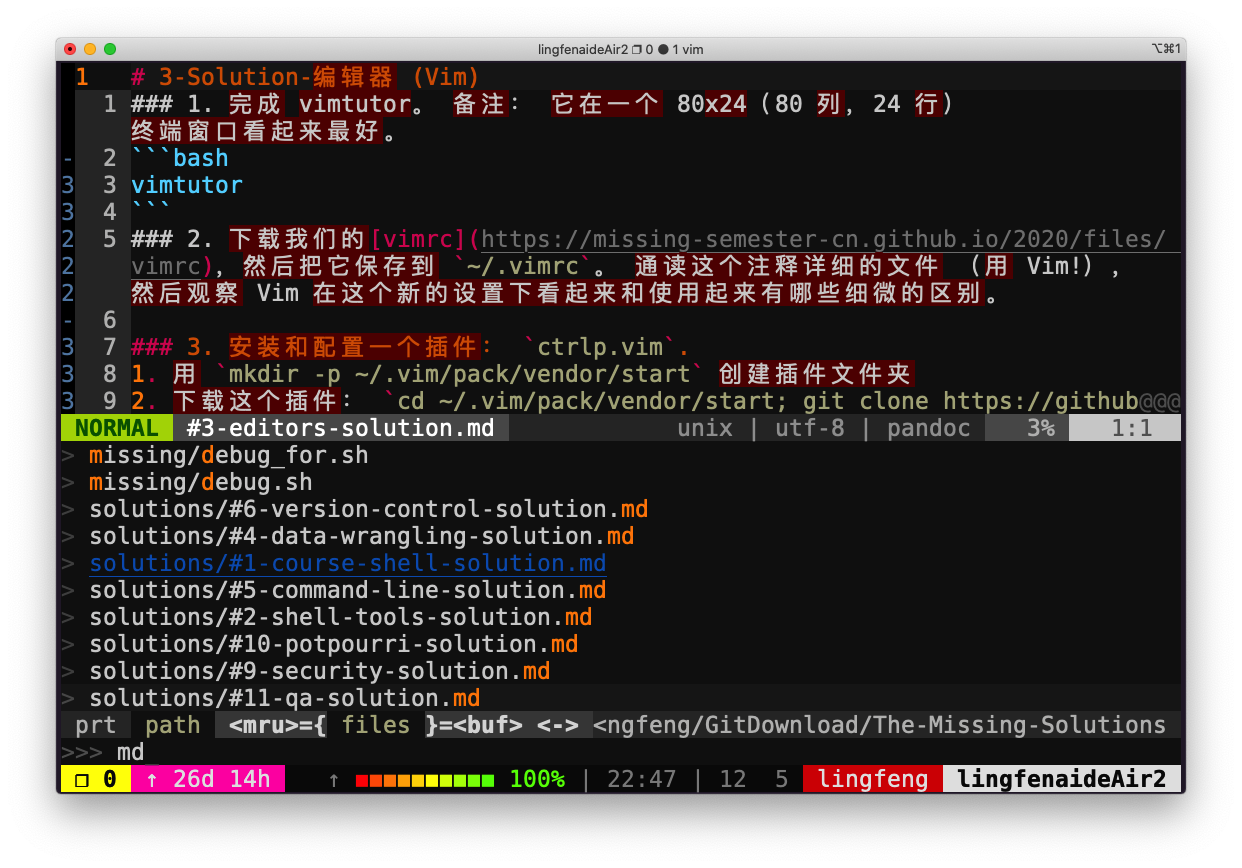 lingfenaideAir2 ❐ 0 ● 1 vim
⌥⌘1
1 # 3-Solution-编辑器 (Vim)
1 ### 1. 完成 vimtutor。 备注： 它在一个 80x24（80 列，24 行）
终端窗口看起来最好。
- 2 ```bash
3 3 vimtutor
3 4 ```
2 5 ### 2. 下载我们的[vimrc](https://missing-semester-cn.github.io/2020/files/
2 vimrc)，然后把它保存到 `~/.vimrc`。 通读这个注释详细的文件 （用 Vim!）,
2 然后观察 Vim 在这个新的设置下看起来和使用起来有哪些细微的区别。
- 6
3 7 ### 3. 安装和配置一个插件： `ctrlp.vim`.
3 8 1. 用 `mkdir -p ~/.vim/pack/vendor/start` 创建插件文件夹
3 9 2. 下载这个插件： `cd ~/.vim/pack/vendor/start; git clone https://github@@@
NORMAL #3-editors-solution.md unix | utf-8 | pandoc 3% 1:1
> missing/debug_for.sh
> missing/debug.sh
> solutions/#6-version-control-solution.md
> solutions/#4-data-wrangling-solution.md
> solutions/#1-course-shell-solution.md
> solutions/#5-command-line-solution.md
> solutions/#2-shell-tools-solution.md
> solutions/#10-potpourri-solution.md
> solutions/#9-security-solution.md
> solutions/#11-qa-solution.md
prt path <mru>={ files }=<buf> <-> <ngfeng/GitDownload/The-Missing-Solutions
>>> md_
❐ 0 ↑ 26d 14h ↑ 100% | 22:47 | 12 5 lingfeng lingfenaideAir2